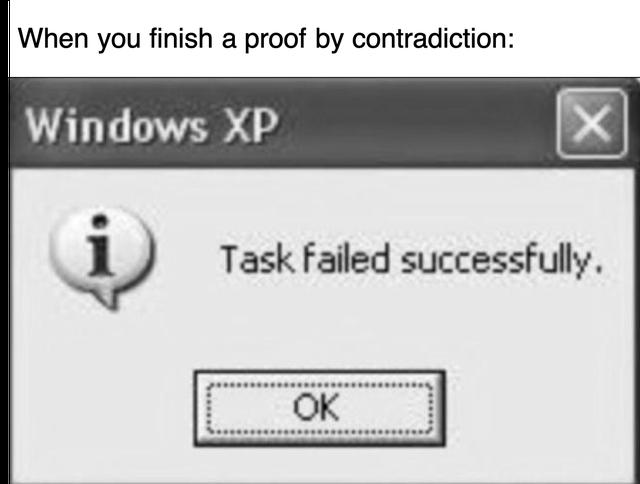 When you finish a proof by contradiction:
Windows XP
Task failed successfully.
OK